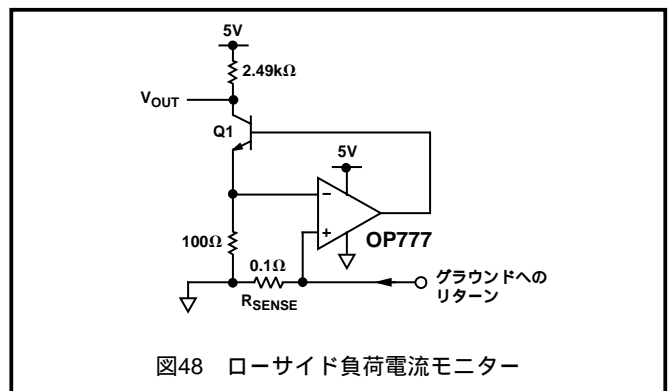 5V
2.49kΩ
VOUT
Q1
5V
−
+
OP777
100Ω
0.1Ω
RSENSE
グラウンドへの
リターン
図48 ローサイド負荷電流モニター